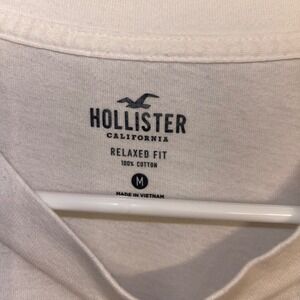 HOLLISTER
CALIFORNIA
RELAXED FIT
100% COTTON
M
MADE IN VIETNAM